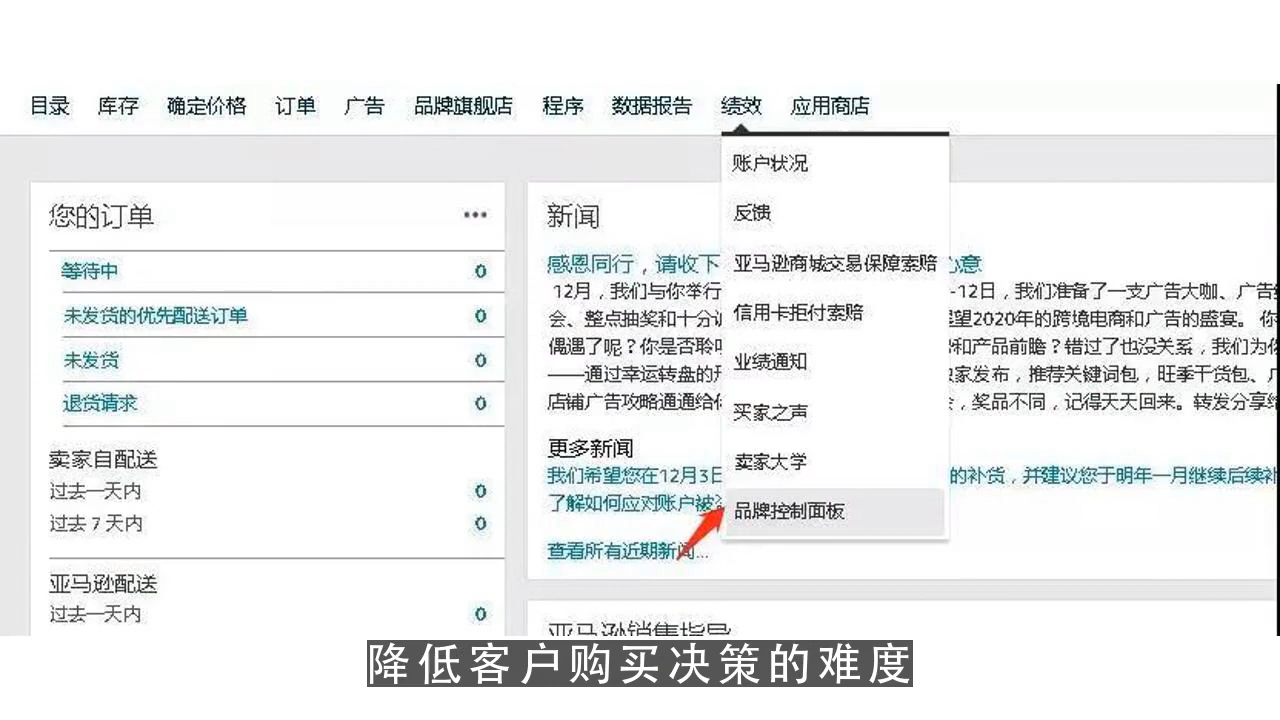 目录 库存 确定价格 订单 广告 品牌旗舰店 程序 数据报告 绩效 应用商店
您的订单
等待中 0
未发货的优先配送订单 0
未发货 0
退货请求 0
卖家自配送
过去一天内 0
过去 7 天内 0
亚马逊配送
过去一天内 0
新闻
感恩同行，请收下 心意
12月，我们与你举行 -12日，我们准备了一支广告大咖、广告
会、整点抽奖和十分 望2020年的跨境电商和广告的盛宴。 你
偶遇了呢？你是否聆 和产品前瞻？错过了也没关系，我们为你
——通过幸运转盘的 家发布，推荐关键词包，旺季干货包、
店铺广告攻略通通给你 ，奖品不同，记得天天回来。转发分享给
更多新闻
我们希望您在12月3日 的补货，并建议您于明年一月继续后续补
了解如何应对账户被
查看所有近期新闻...
账户状况
反馈
亚马逊商城交易保障索赔
信用卡拒付索赔
业绩通知
买家之声
卖家大学
品牌控制面板
亚马逊销售指导
降低客户购买决策的难度